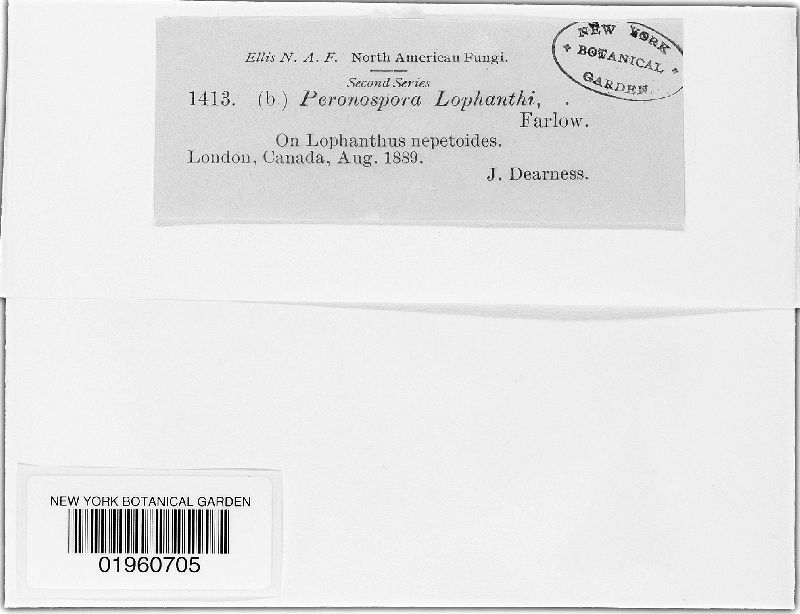 Ellis N. A. F. North American Fungi.
Second Series
1413. (b.) Peronospora Lophanthi,
Farlow.
On Lophanthus nepetoides.
London, Canada, Aug. 1889.
J. Dearness.
NEW YORK
* BOTANICAL *
GARDEN.
NEW YORK BOTANICAL GARDEN
01960705